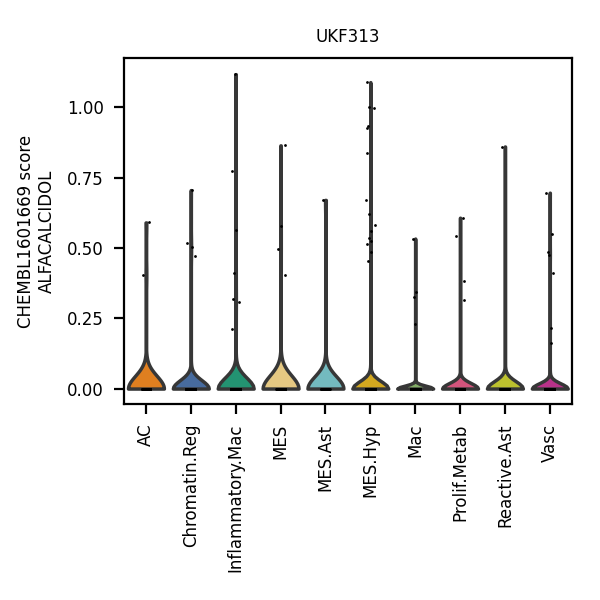 UKF313
CHEMBL1601669 score
ALFACALCIDOL
1.00
0.75
0.50
0.25
0.00
AC
Chromatin.Reg
Inflammatory.Mac
MES
MES.Ast
MES.Hyp
Mac
Prolif.Metab
Reactive.Ast
Vasc